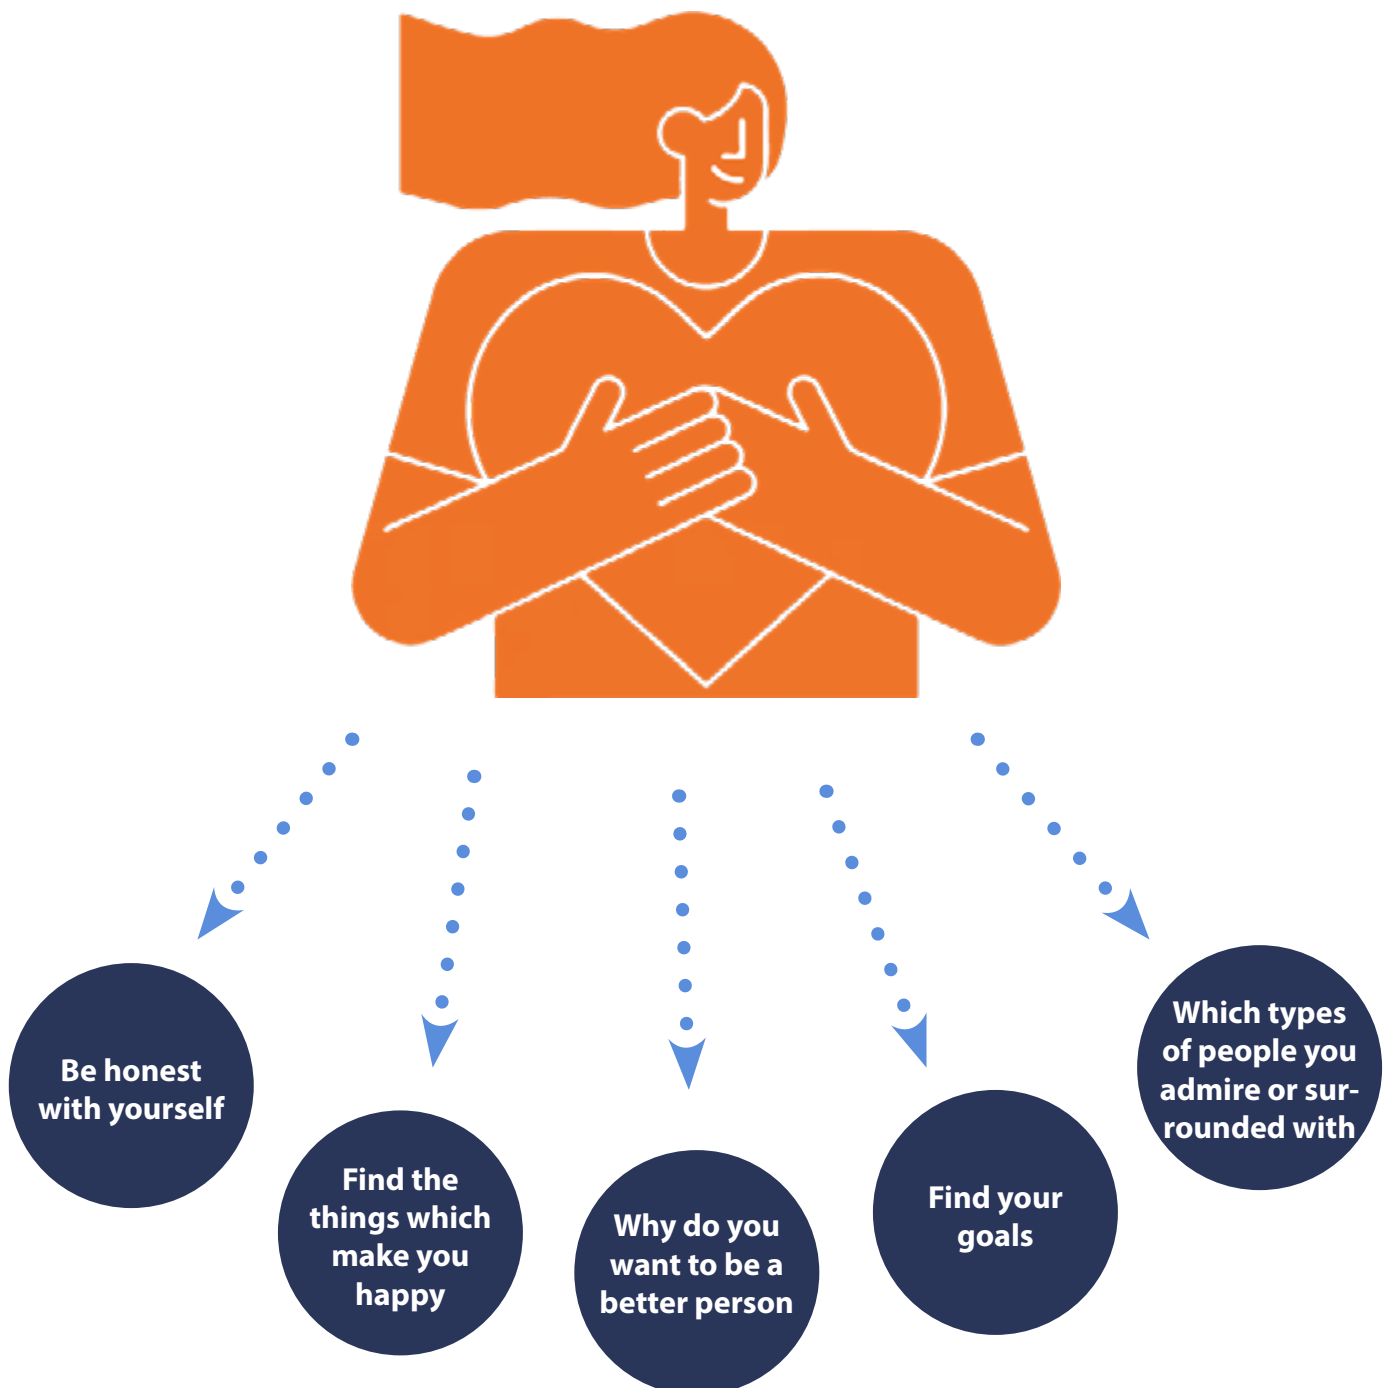 Be honest
with yourself
Find the
things which
make you
happy
Why do you
want to be a
better person
Find your
goals
Which types
of people you
admire or sur-
rounded with